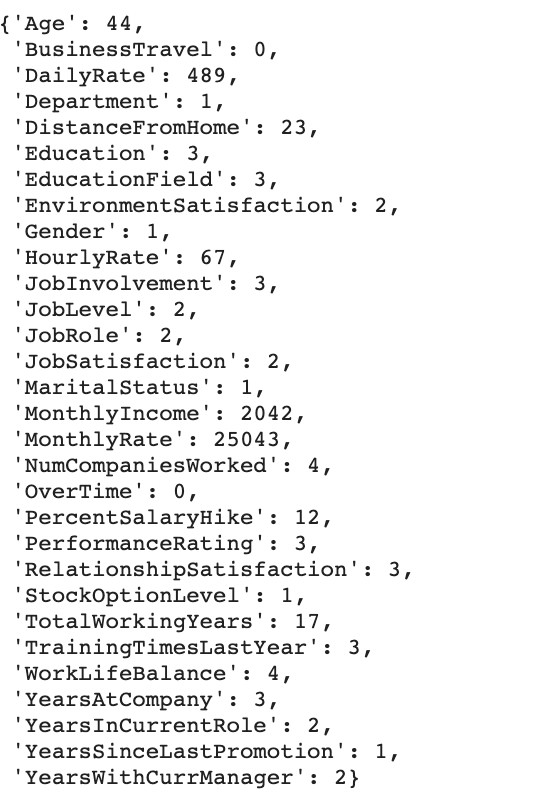 {'Age': 44,
'BusinessTravel': 0,
'DailyRate': 489,
'Department': 1,
'DistanceFromHome': 23,
'Education': 3,
'EducationField': 3,
'EnvironmentSatisfaction': 2,
'Gender': 1,
'HourlyRate': 67,
'JobInvolvement': 3,
'JobLevel': 2,
'JobRole': 2,
'JobSatisfaction': 2,
'MaritalStatus': 1,
'MonthlyIncome': 2042,
'MonthlyRate': 25043,
'NumCompaniesWorked': 4,
'OverTime': 0,
'PercentSalaryHike': 12,
'PerformanceRating': 3,
'RelationshipSatisfaction': 3,
'StockOptionLevel': 1,
'TotalWorkingYears': 17,
'TrainingTimesLastYear': 3,
'WorkLifeBalance': 4,
'YearsAtCompany': 3,
'YearsInCurrentRole': 2,
'YearsSinceLastPromotion': 1,
'YearsWithCurrManager': 2}